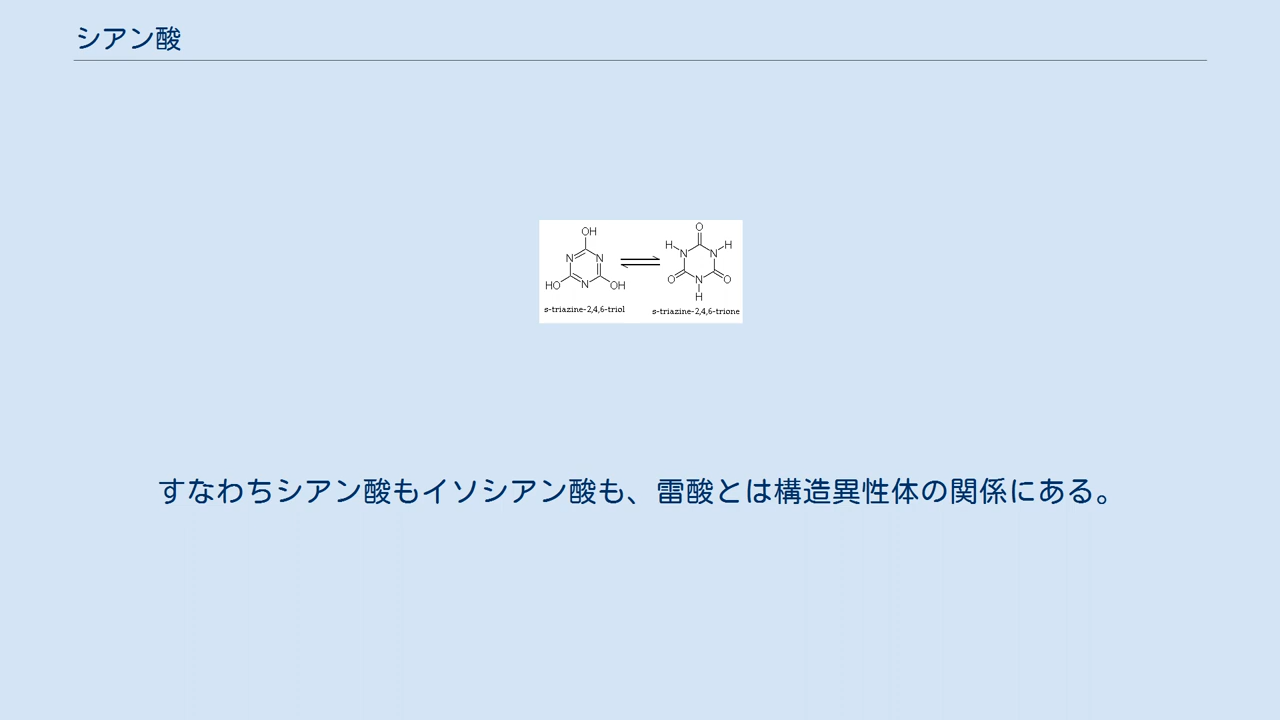 シアン酸
OH
N N
HO N OH
s-triazine-2,4,6-triol
O
H N N H
O N O
H
s-triazine-2,4,6-trione
すなわちシアン酸もイソシアン酸も、雷酸とは構造異性体の関係にある。